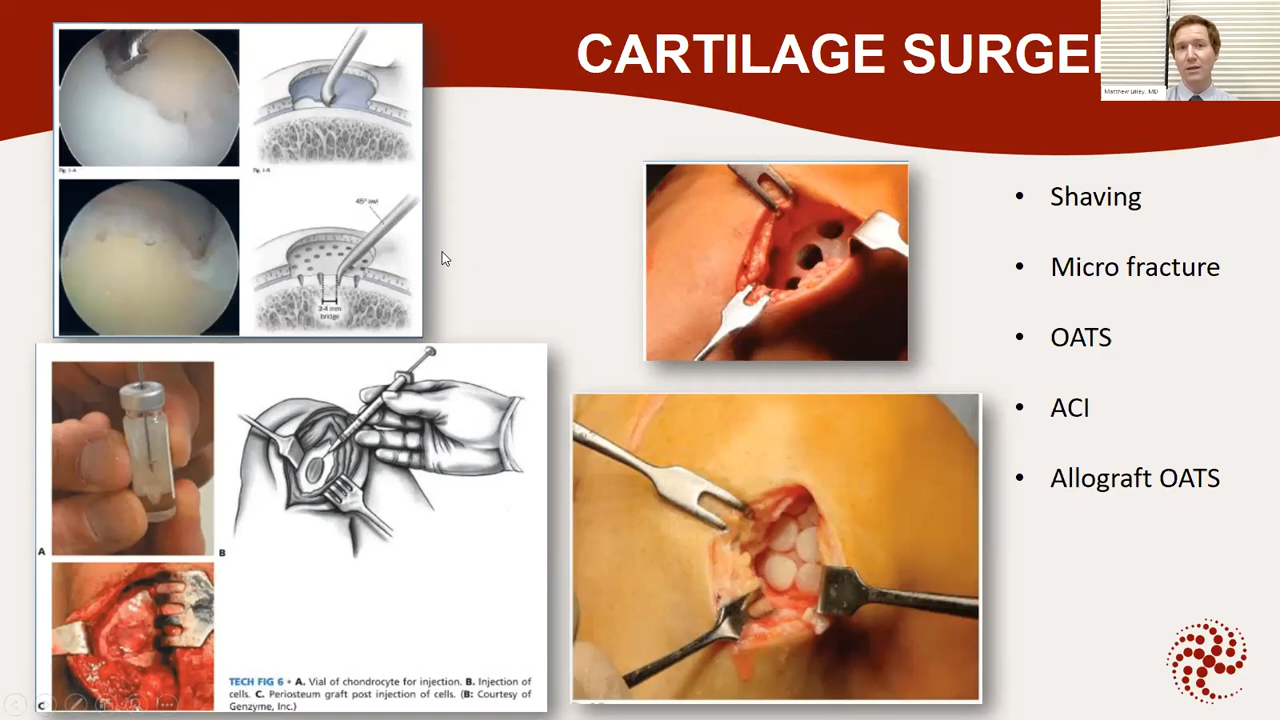 CARTILAGE SURGE
Matthew Lilley, MD
45° awl
3-4 mm
bridge
Shaving
Micro fracture
OATS
ACI
Allograft OATS
A
B
C
TECH FIG 6 • A. Vial of chondrocyte for injection. B. Injection of
cells. C. Periosteum graft post injection of cells. (B: Courtesy of
Genzyme, Inc.)